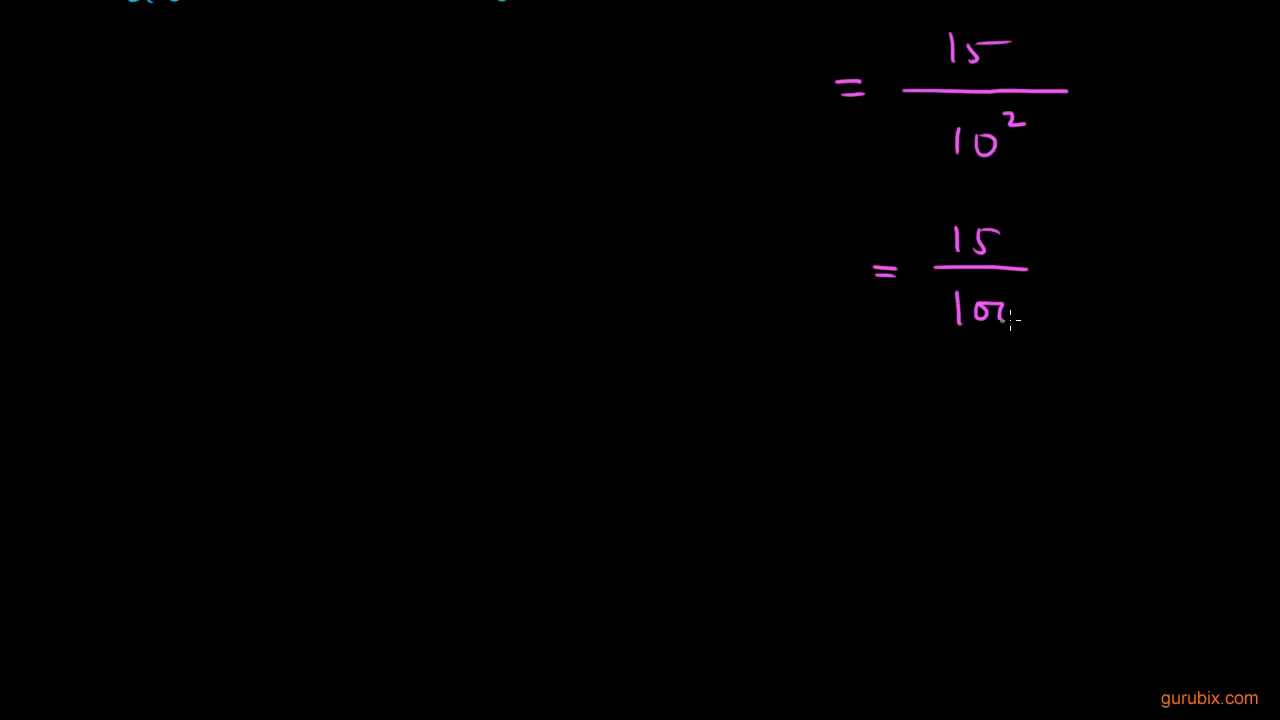 = 15/10²
= 15/10
gurubix.com